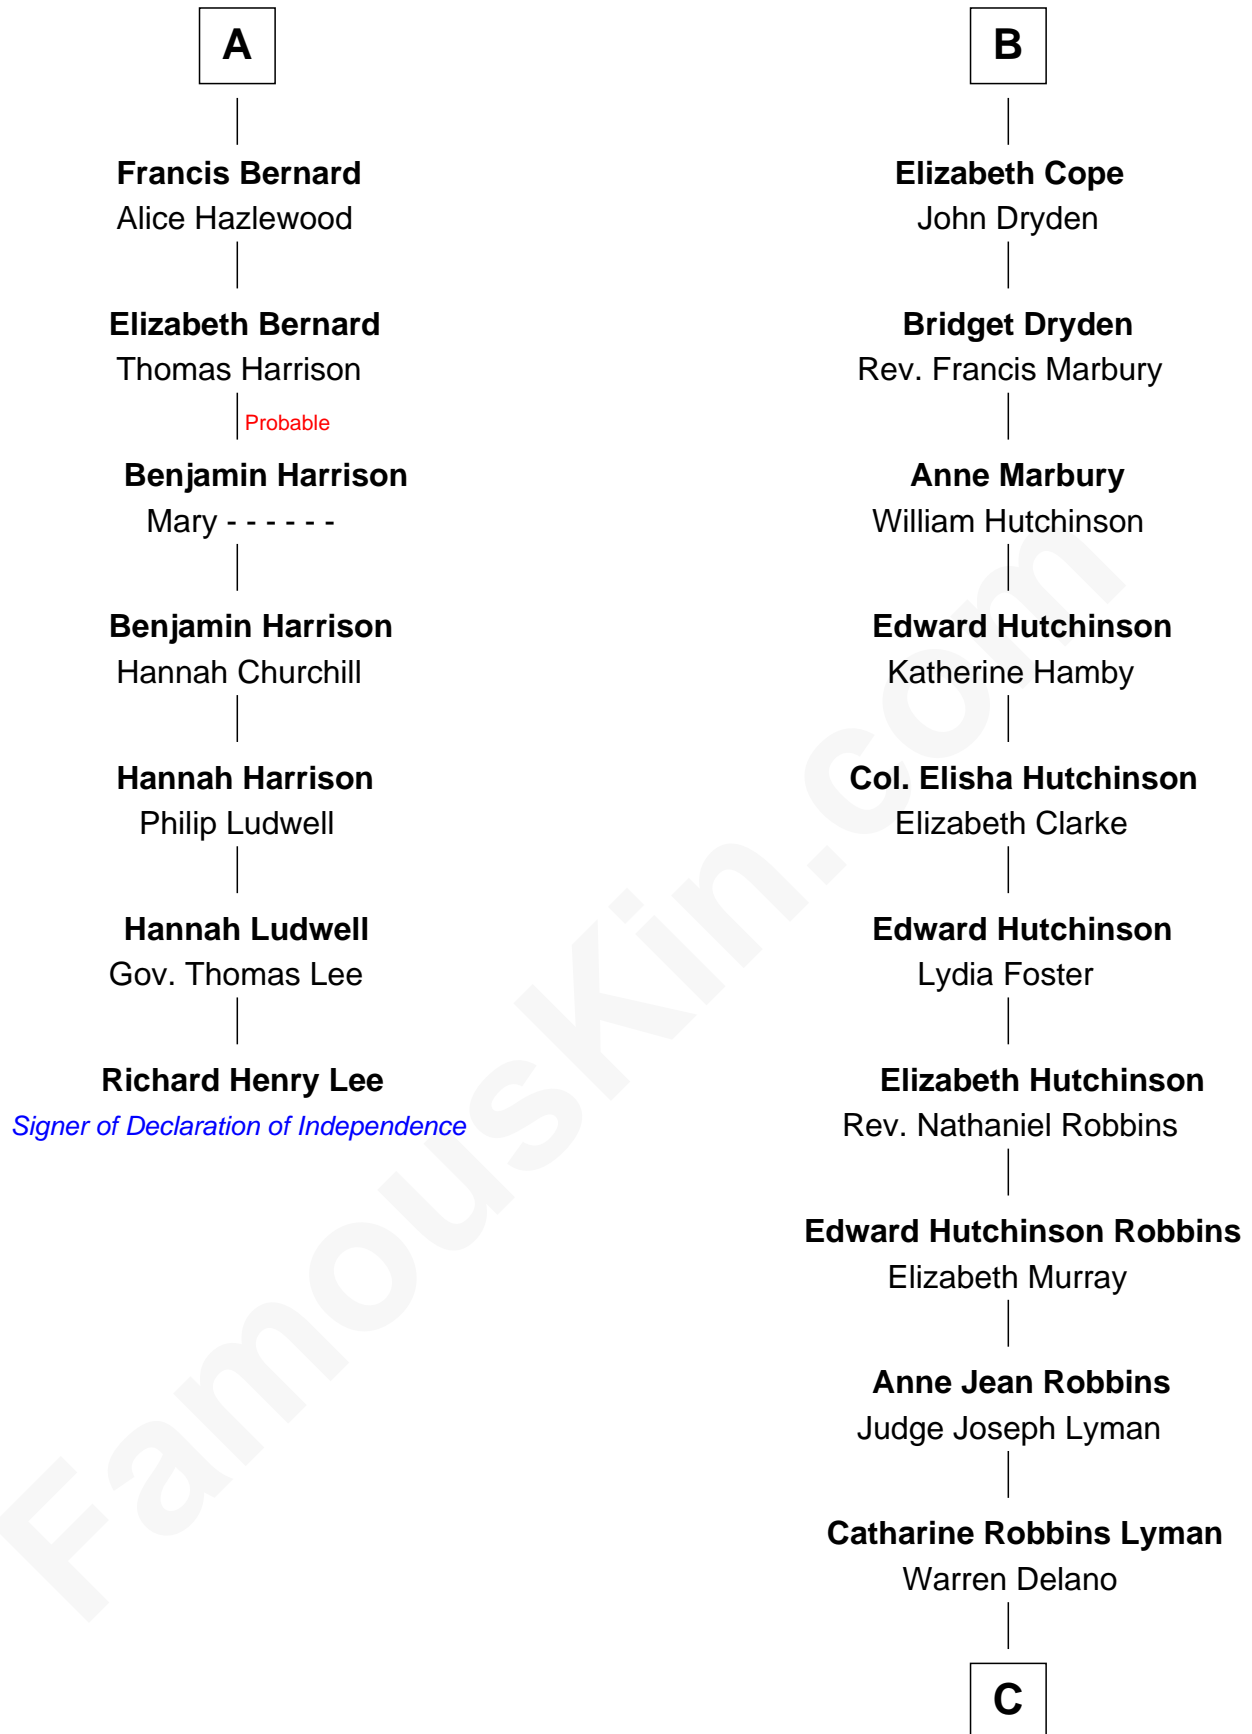 A
Francis Bernard
Alice Hazlewood
Elizabeth Bernard
Thomas Harrison
Probable
Benjamin Harrison
Mary - - - - - -
Benjamin Harrison
Hannah Churchill
Hannah Harrison
Philip Ludwell
Hannah Ludwell
Gov. Thomas Lee
Richard Henry Lee
Signer of Declaration of Independence
B
Elizabeth Cope
John Dryden
Bridget Dryden
Rev. Francis Marbury
Anne Marbury
William Hutchinson
Edward Hutchinson
Katherine Hamby
Col. Elisha Hutchinson
Elizabeth Clarke
Edward Hutchinson
Lydia Foster
Elizabeth Hutchinson
Rev. Nathaniel Robbins
Edward Hutchinson Robbins
Elizabeth Murray
Anne Jean Robbins
Judge Joseph Lyman
Catharine Robbins Lyman
Warren Delano
C
FamousKin.com